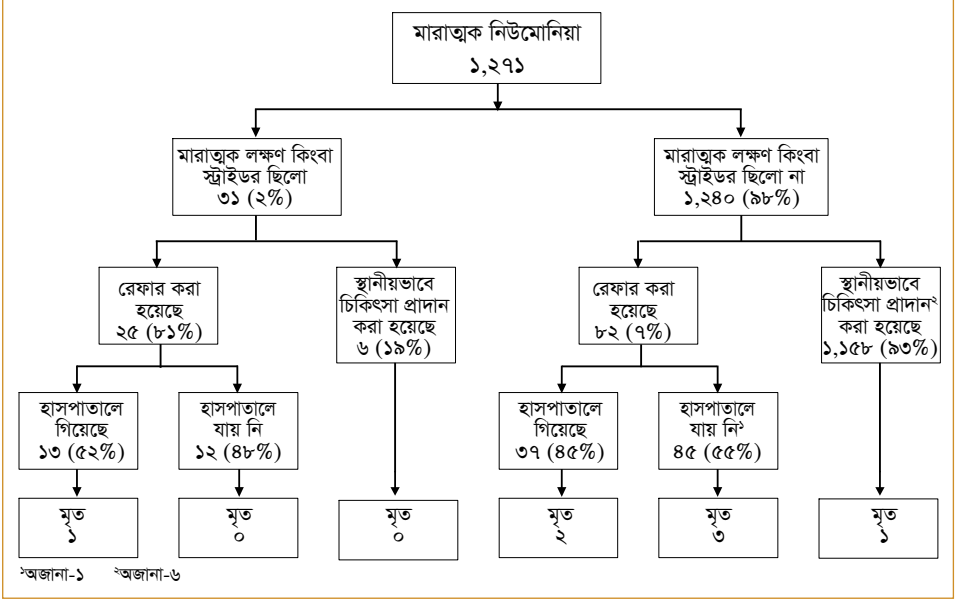 মারাত্মক নিউমোনিয়া
১,২৭১
মারাত্মক লক্ষণ কিংবা
স্ট্রাইডর ছিলো
৩১ (২%)
মারাত্মক লক্ষণ কিংবা
স্ট্রাইডর ছিলো না
১,২৪০ (৯৮%)
রেফার করা
হয়েছে
২৫ (৮১%)
স্থানীয়ভাবে
চিকিৎসা প্রাদান
করা হয়েছে
৬ (১৯%)
রেফার করা
হয়েছে
৮২ (৭%)
স্থানীয়ভাবে
চিকিৎসা প্রাদান²
করা হয়েছে
১,১৫৮ (৯৩%)
হাসপাতালে
গিয়েছে
১৩ (৫২%)
হাসপাতালে
যায় নি
১২ (৪৮%)
হাসপাতালে
গিয়েছে
৩৭ (৪৫%)
হাসপাতালে
যায় নি¹
৪৫ (৫৫%)
মৃত
১
মৃত
০
মৃত
০
মৃত
২
মৃত
৩
মৃত
১
¹অজানা-১ ²অজানা-৬